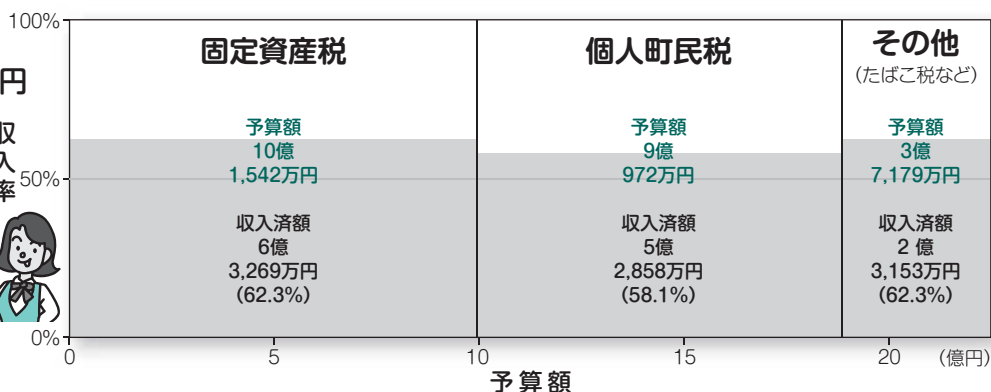 100%
固定資産税
個人町民税
その他
(たばこ税など)
円
収入率
予算額
10億
1,542万円
予算額
9億
972万円
予算額
3億
7,179万円
50%
収入済額
6億
3,269万円
(62.3%)
収入済額
5億
2,858万円
(58.1%)
収入済額
2 億
3,153万円
(62.3%)
0%
0 5 10 15 20 (億円)
予算額